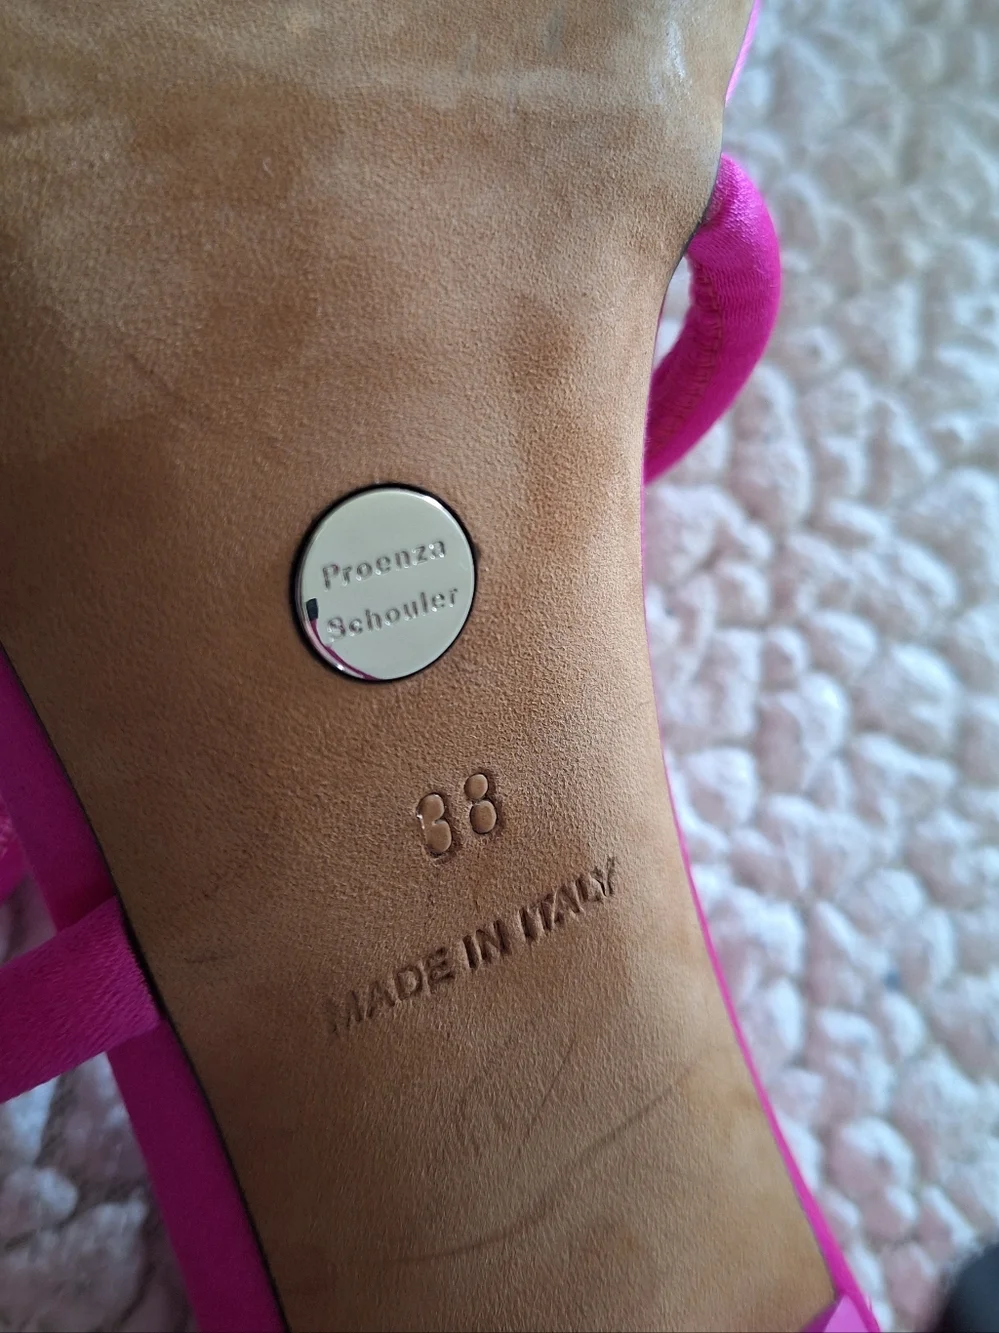 Proenza
Schouler
38
MADE IN ITALY